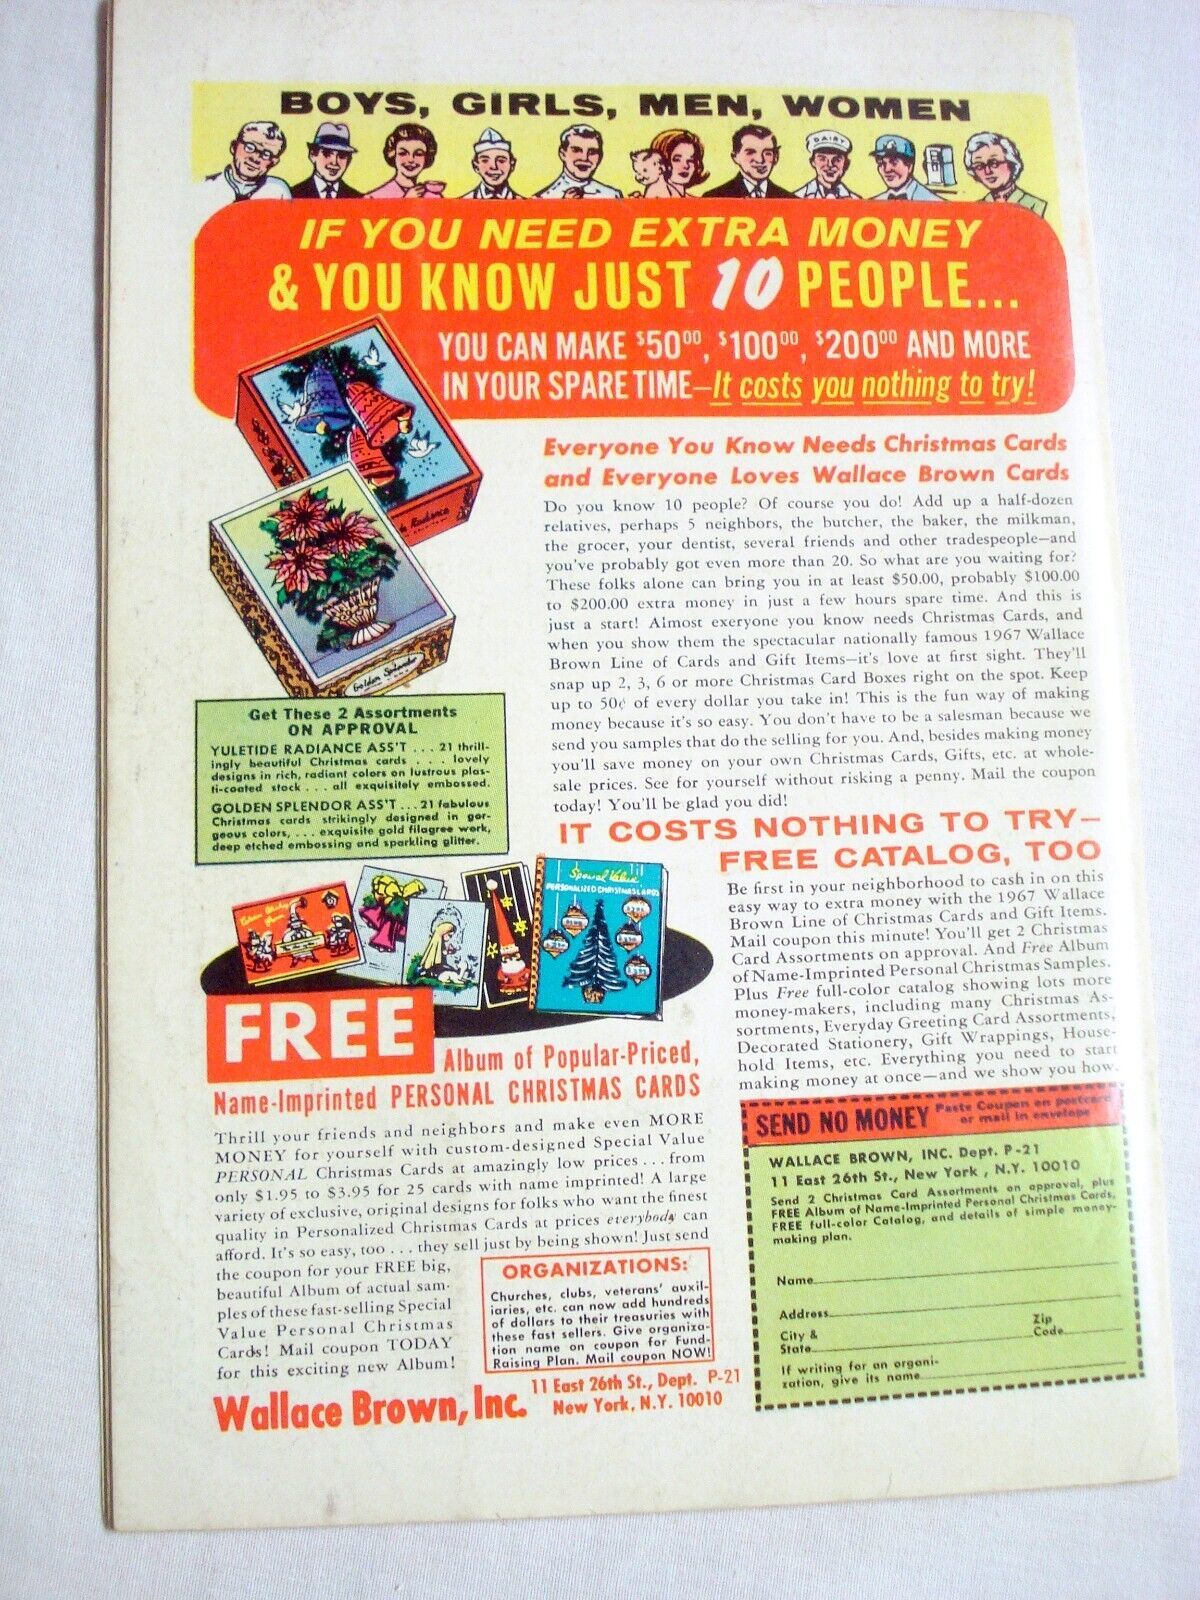 BOYS, GIRLS, MEN, WOMEN
DAIRY
IF YOU NEED EXTRA MONEY
& YOU KNOW JUST 10 PEOPLE...
YOU CAN MAKE $50⁰⁰, $100⁰⁰, $200⁰⁰ AND MORE
IN YOUR SPARE TIME—It costs you nothing to try!
Radiance
Golden Splendor
Get These 2 Assortments
ON APPROVAL
YULETIDE RADIANCE ASS'T . . . 21 thrill-
ingly beautiful Christmas cards . . . lovely
designs in rich, radiant colors on lustrous plas-
ti-coated stock . . . all exquisitely embossed.
GOLDEN SPLENDOR ASS'T . . . 21 fabulous
Christmas cards strikingly designed in gor-
geous colors, . . . exquisite gold filagree work,
deep etched embossing and sparkling glitter.
Everyone You Know Needs Christmas Cards
and Everyone Loves Wallace Brown Cards
Do you know 10 people? Of course you do! Add up a half-dozen
relatives, perhaps 5 neighbors, the butcher, the baker, the milkman,
the grocer, your dentist, several friends and other tradespeople—and
you've probably got even more than 20. So what are you waiting for?
These folks alone can bring you in at least $50.00, probably $100.00
to $200.00 extra money in just a few hours spare time. And this is
just a start! Almost exeryone you know needs Christmas Cards, and
when you show them the spectacular nationally famous 1967 Wallace
Brown Line of Cards and Gift Items—it's love at first sight. They'll
snap up 2, 3, 6 or more Christmas Card Boxes right on the spot. Keep
up to 50¢ of every dollar you take in! This is the fun way of making
money because it's so easy. You don't have to be a salesman because we
send you samples that do the selling for you. And, besides making money
you'll save money on your own Christmas Cards, Gifts, etc. at whole-
sale prices. See for yourself without risking a penny. Mail the coupon
today! You'll be glad you did!
IT COSTS NOTHING TO TRY—
FREE CATALOG, TOO
Be first in your neighborhood to cash in on this
easy way to extra money with the 1967 Wallace
Brown Line of Christmas Cards and Gift Items.
Mail coupon this minute! You'll get 2 Christmas
Card Assortments on approval. And Free Album
of Name-Imprinted Personal Christmas Samples.
Plus Free full-color catalog showing lots more
money-makers, including many Christmas As-
sortments, Everyday Greeting Card Assortments,
Decorated Stationery, Gift Wrappings, House-
hold Items, etc. Everything you need to start
making money at once—and we show you how.
Special Value
PERSONALIZED CHRISTMAS CARDS
FREE
Album of Popular-Priced,
Name-Imprinted PERSONAL CHRISTMAS CARDS
Thrill your friends and neighbors and make even MORE
MONEY for yourself with custom-designed Special Value
PERSONAL Christmas Cards at amazingly low prices . . . from
only $1.95 to $3.95 for 25 cards with name imprinted! A large
variety of exclusive, original designs for folks who want the finest
quality in Personalized Christmas Cards at prices everybody can
afford. It's so easy, too . . . they sell just by being shown! Just send
the coupon for your FREE big,
beautiful Album of actual sam-
ples of these fast-selling Special
Value Personal Christmas
Cards! Mail coupon TODAY
for this exciting new Album!
ORGANIZATIONS:
Churches, clubs, veterans' auxil-
iaries, etc. can now add hundreds
of dollars to their treasuries with
these fast sellers. Give organiza-
tion name on coupon for Fund-
Raising Plan. Mail coupon NOW!
Wallace Brown, Inc.
11 East 26th St., Dept. P-21
New York, N.Y. 10010
SEND NO MONEY
Paste Coupon on postcard
or mail in envelope
WALLACE BROWN, INC. Dept. P-21
11 East 26th St., New York , N.Y. 10010
Send 2 Christmas Card Assortments on approval, plus
FREE Album of Name-Imprinted Personal Christmas Cards,
FREE full-color Catalog, and details of simple money-
making plan.
Name
Address
City &
State
Zip
Code
If writing for an organi-
zation, give its name